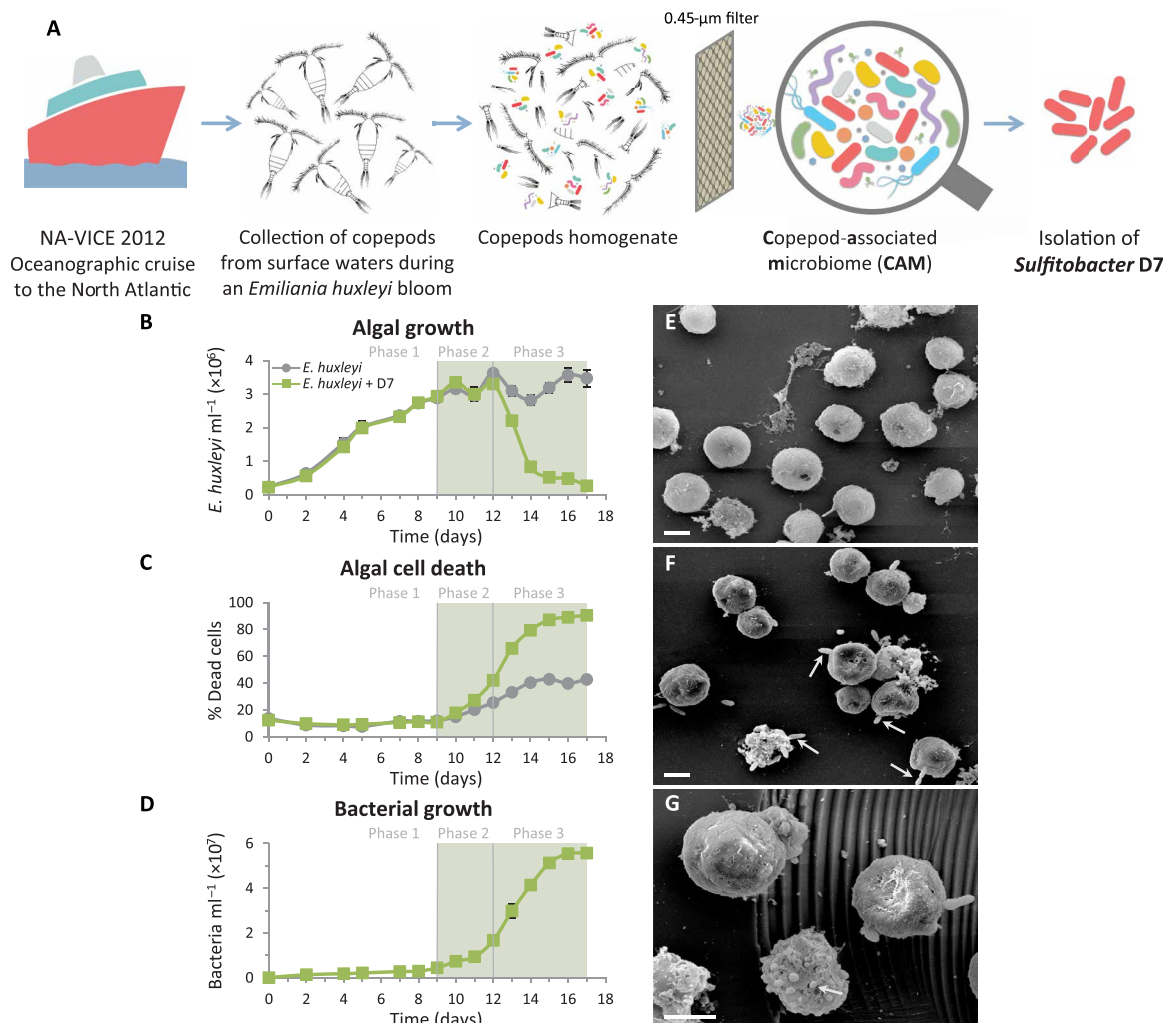 A
0.45-µm filter
NA-VICE 2012
Oceanographic cruise
to the North Atlantic
Collection of copepods
from surface waters during
an Emiliania huxleyi bloom
Copepods homogenate
Copepod-associated
microbiome (CAM)
Isolation of
Sulfitobacter D7
B
Algal growth
Phase 1 Phase 2 Phase 3
E. huxleyi ml⁻¹ (×10⁶)
4
3
2
1
0
E. huxleyi
E. huxleyi + D7
0 2 4 6 8 10 12 14 16 18
Time (days)
C
Algal cell death
Phase 1 Phase 2 Phase 3
% Dead cells
100
80
60
40
20
0
0 2 4 6 8 10 12 14 16 18
Time (days)
D
Bacterial growth
Phase 1 Phase 2 Phase 3
Bacteria ml⁻¹ (×10⁷)
6
4
2
0
0 2 4 6 8 10 12 14 16 18
Time (days)
E
F
G